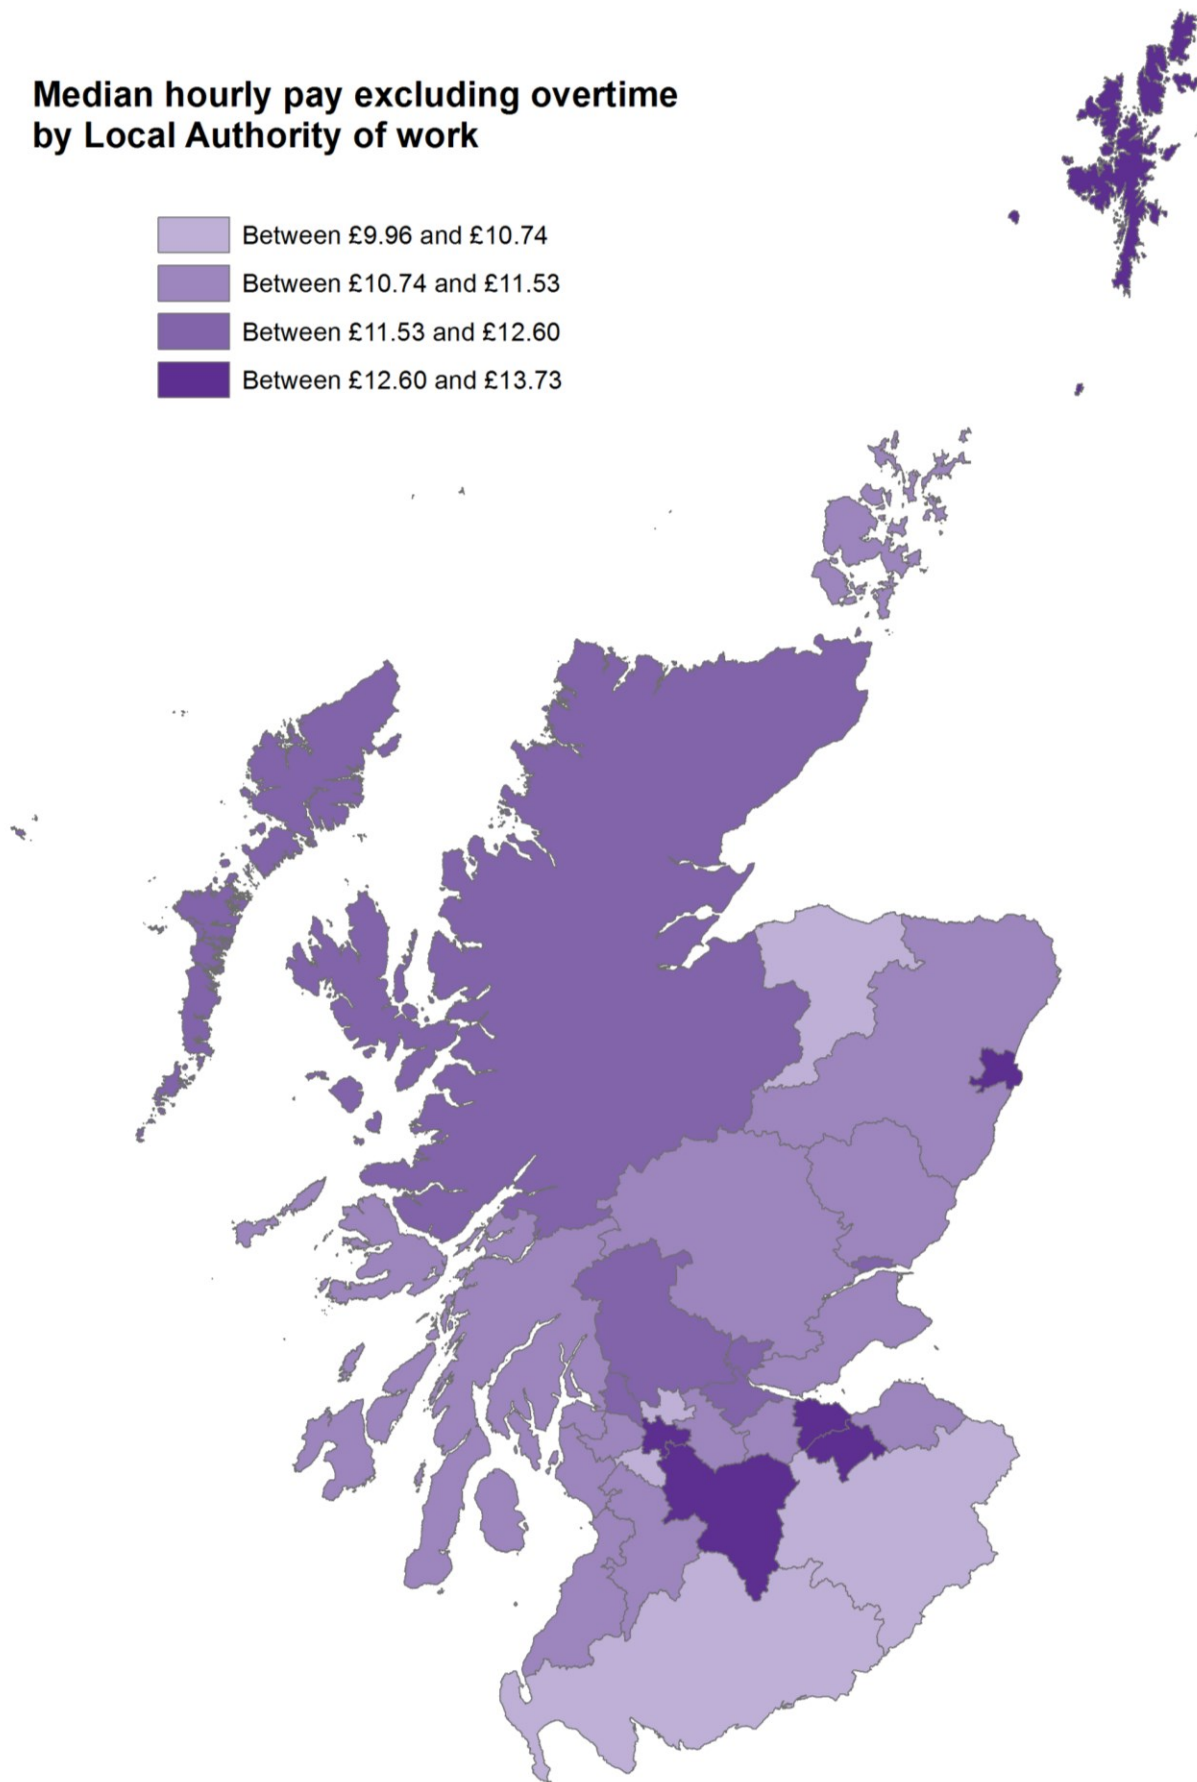 Median hourly pay excluding overtime
by Local Authority of work
Between £9.96 and £10.74
Between £10.74 and £11.53
Between £11.53 and £12.60
Between £12.60 and £13.73